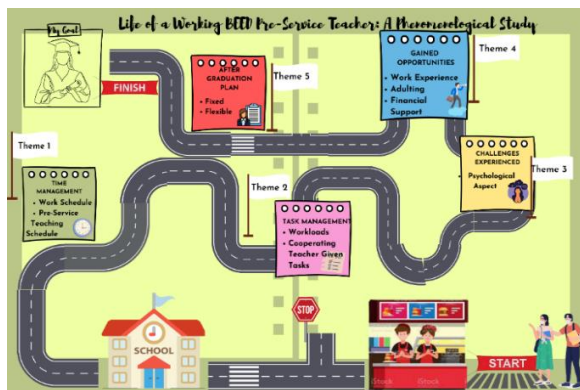 Life of a Working BEED Pre-Service Teacher: A Phenomenological Study
My Goal
FINISH
AFTER
GRADUATION
PLAN
• Fixed
• Flexible
Theme 5
GAINED
OPPORTUNITIES
• Work Experience
• Adulting
• Financial
Support
Theme 4
Theme 1
TIME
MANAGEMENT
• Work Schedule
• Pre-Service
Teaching
Schedule
Theme 2
TASK MANAGEMENT
• Workloads
• Cooperating
Teacher Given
Tasks
CHALLENGES
EXPERIENCED
Psychological
Aspect
Theme 3
STOP
SCHOOL
START
iStock
iStock